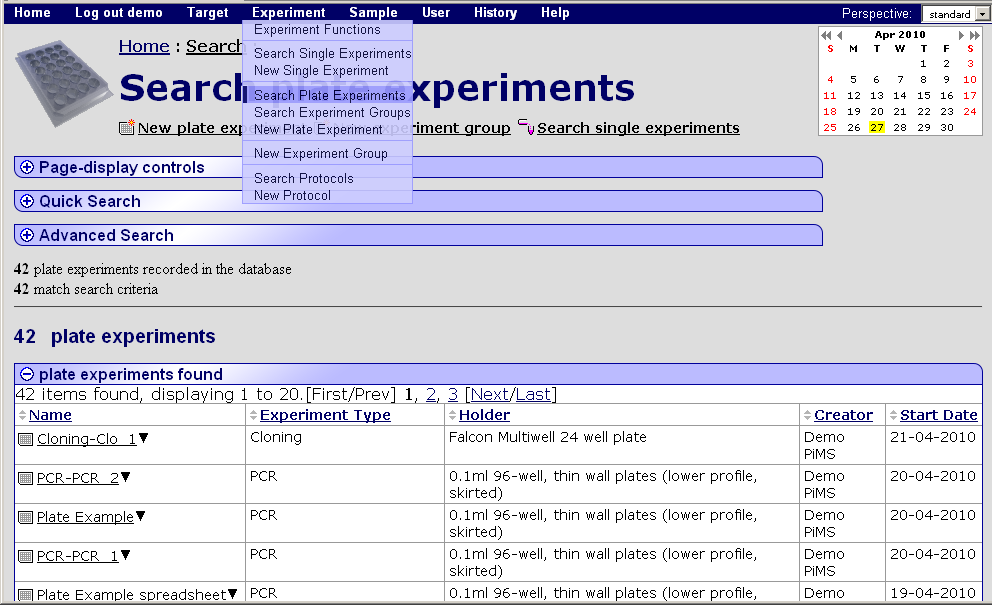 Home Log out demo Target Experiment Sample User History Help Perspective: standard
Experiment Functions
Search Single Experiments
New Single Experiment
Search Plate Experiments
Search Experiment Groups
New Plate Experiment
New Experiment Group
Search Protocols
New Protocol
Apr 2010
S M T W T F S
1 2 3
4 5 6 7 8 9 10
11 12 13 14 15 16 17
18 19 20 21 22 23 24
25 26 27 28 29 30
Home : Search
Search plate experiments
New plate experiment group Search single experiments
Page-display controls
Quick Search
Advanced Search
42 plate experiments recorded in the database
42 match search criteria
42 plate experiments
plate experiments found
42 items found, displaying 1 to 20.[First/Prev] 1, 2, 3 [Next/Last]
Name Experiment Type Holder Creator Start Date
Cloning-Clo_1 Cloning Falcon Multiwell 24 well plate Demo 21-04-2010
PiMS
PCR-PCR_2 PCR 0.1ml 96-well, thin wall plates (lower profile, Demo 20-04-2010
skirted) PiMS
Plate Example PCR 0.1ml 96-well, thin wall plates (lower profile, Demo 20-04-2010
skirted) PiMS
PCR-PCR_1 PCR 0.1ml 96-well, thin wall plates (lower profile, Demo 20-04-2010
skirted) PiMS
Plate Example spreadsheet PCR 0.1ml 96-well, thin wall plates (lower profile, Demo 19-04-2010